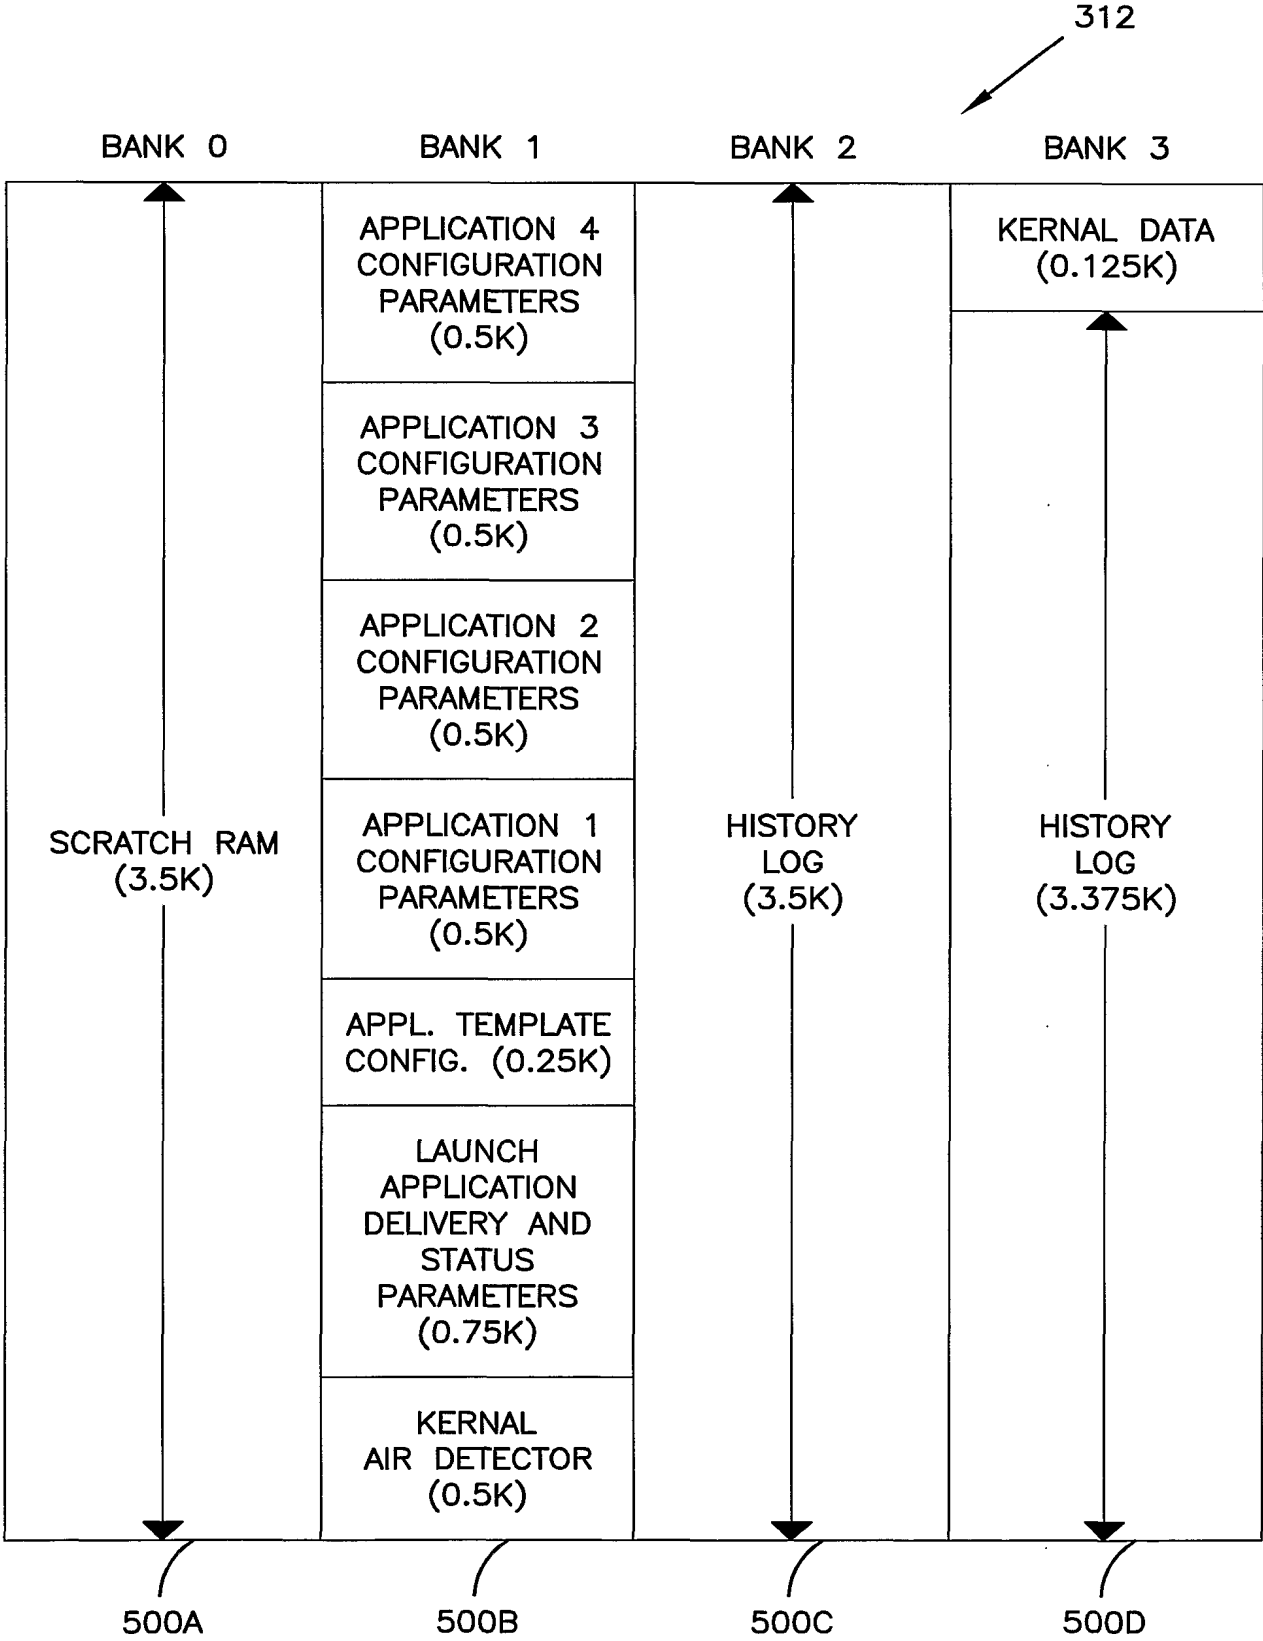 312
BANK 0
BANK 1
BANK 2
BANK 3
SCRATCH RAM
(3.5K)
APPLICATION 4
CONFIGURATION
PARAMETERS
(0.5K)
APPLICATION 3
CONFIGURATION
PARAMETERS
(0.5K)
APPLICATION 2
CONFIGURATION
PARAMETERS
(0.5K)
APPLICATION 1
CONFIGURATION
PARAMETERS
(0.5K)
APPL. TEMPLATE
CONFIG. (0.25K)
LAUNCH
APPLICATION
DELIVERY AND
STATUS
PARAMETERS
(0.75K)
KERNAL
AIR DETECTOR
(0.5K)
HISTORY
LOG
(3.5K)
KERNAL DATA
(0.125K)
HISTORY
LOG
(3.375K)
500A
500B
500C
500D